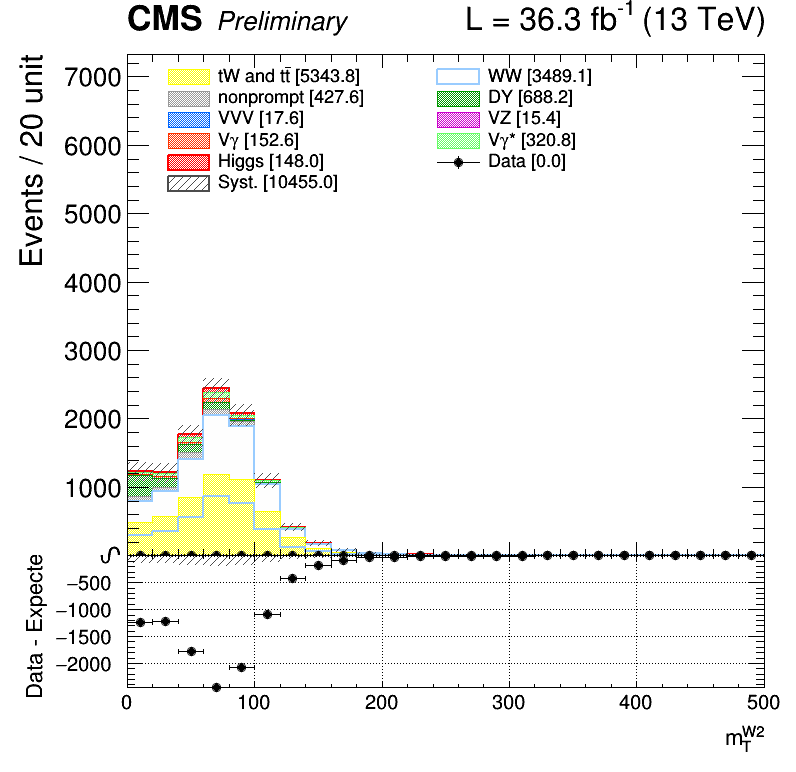 CMS Preliminary L = 36.3 fb⁻¹ (13 TeV)
Events / 20 unit
7000
6000
5000
4000
3000
2000
1000
0
tW and tt̄ [5343.8]
nonprompt [427.6]
VVV [17.6]
Vγ [152.6]
Higgs [148.0]
Syst. [10455.0]
WW [3489.1]
DY [688.2]
VZ [15.4]
Vγ* [320.8]
Data [0.0]
Data - Expecte
−500
−1000
−1500
−2000
0 100 200 300 400 500
m_T^{W2}